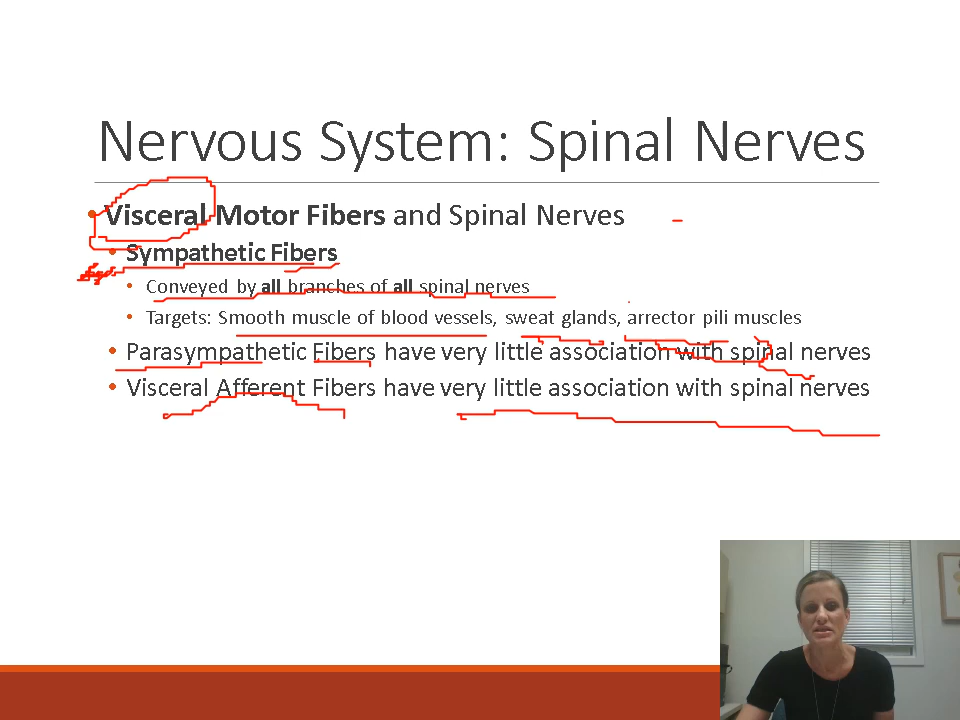 Nervous System: Spinal Nerves
• Visceral Motor Fibers and Spinal Nerves
• Sympathetic Fibers
• Conveyed by all branches of all spinal nerves
• Targets: Smooth muscle of blood vessels, sweat glands, arrector pili muscles
• Parasympathetic Fibers have very little association with spinal nerves
• Visceral Afferent Fibers have very little association with spinal nerves